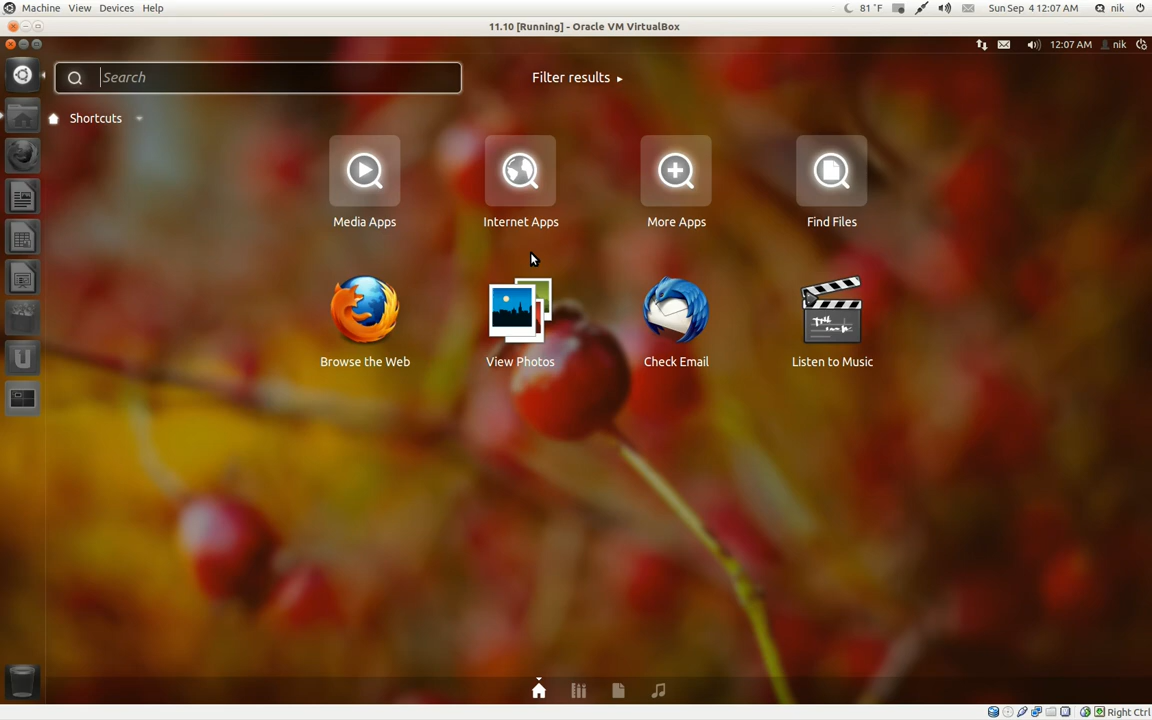 Machine View Devices Help 81 °F Sun Sep 4 12:07 AM nik
11.10 [Running] - Oracle VM VirtualBox
12:07 AM nik
Search
Filter results ▸
Shortcuts
Media Apps Internet Apps More Apps Find Files
Browse the Web View Photos Check Email Listen to Music
Right Ctrl